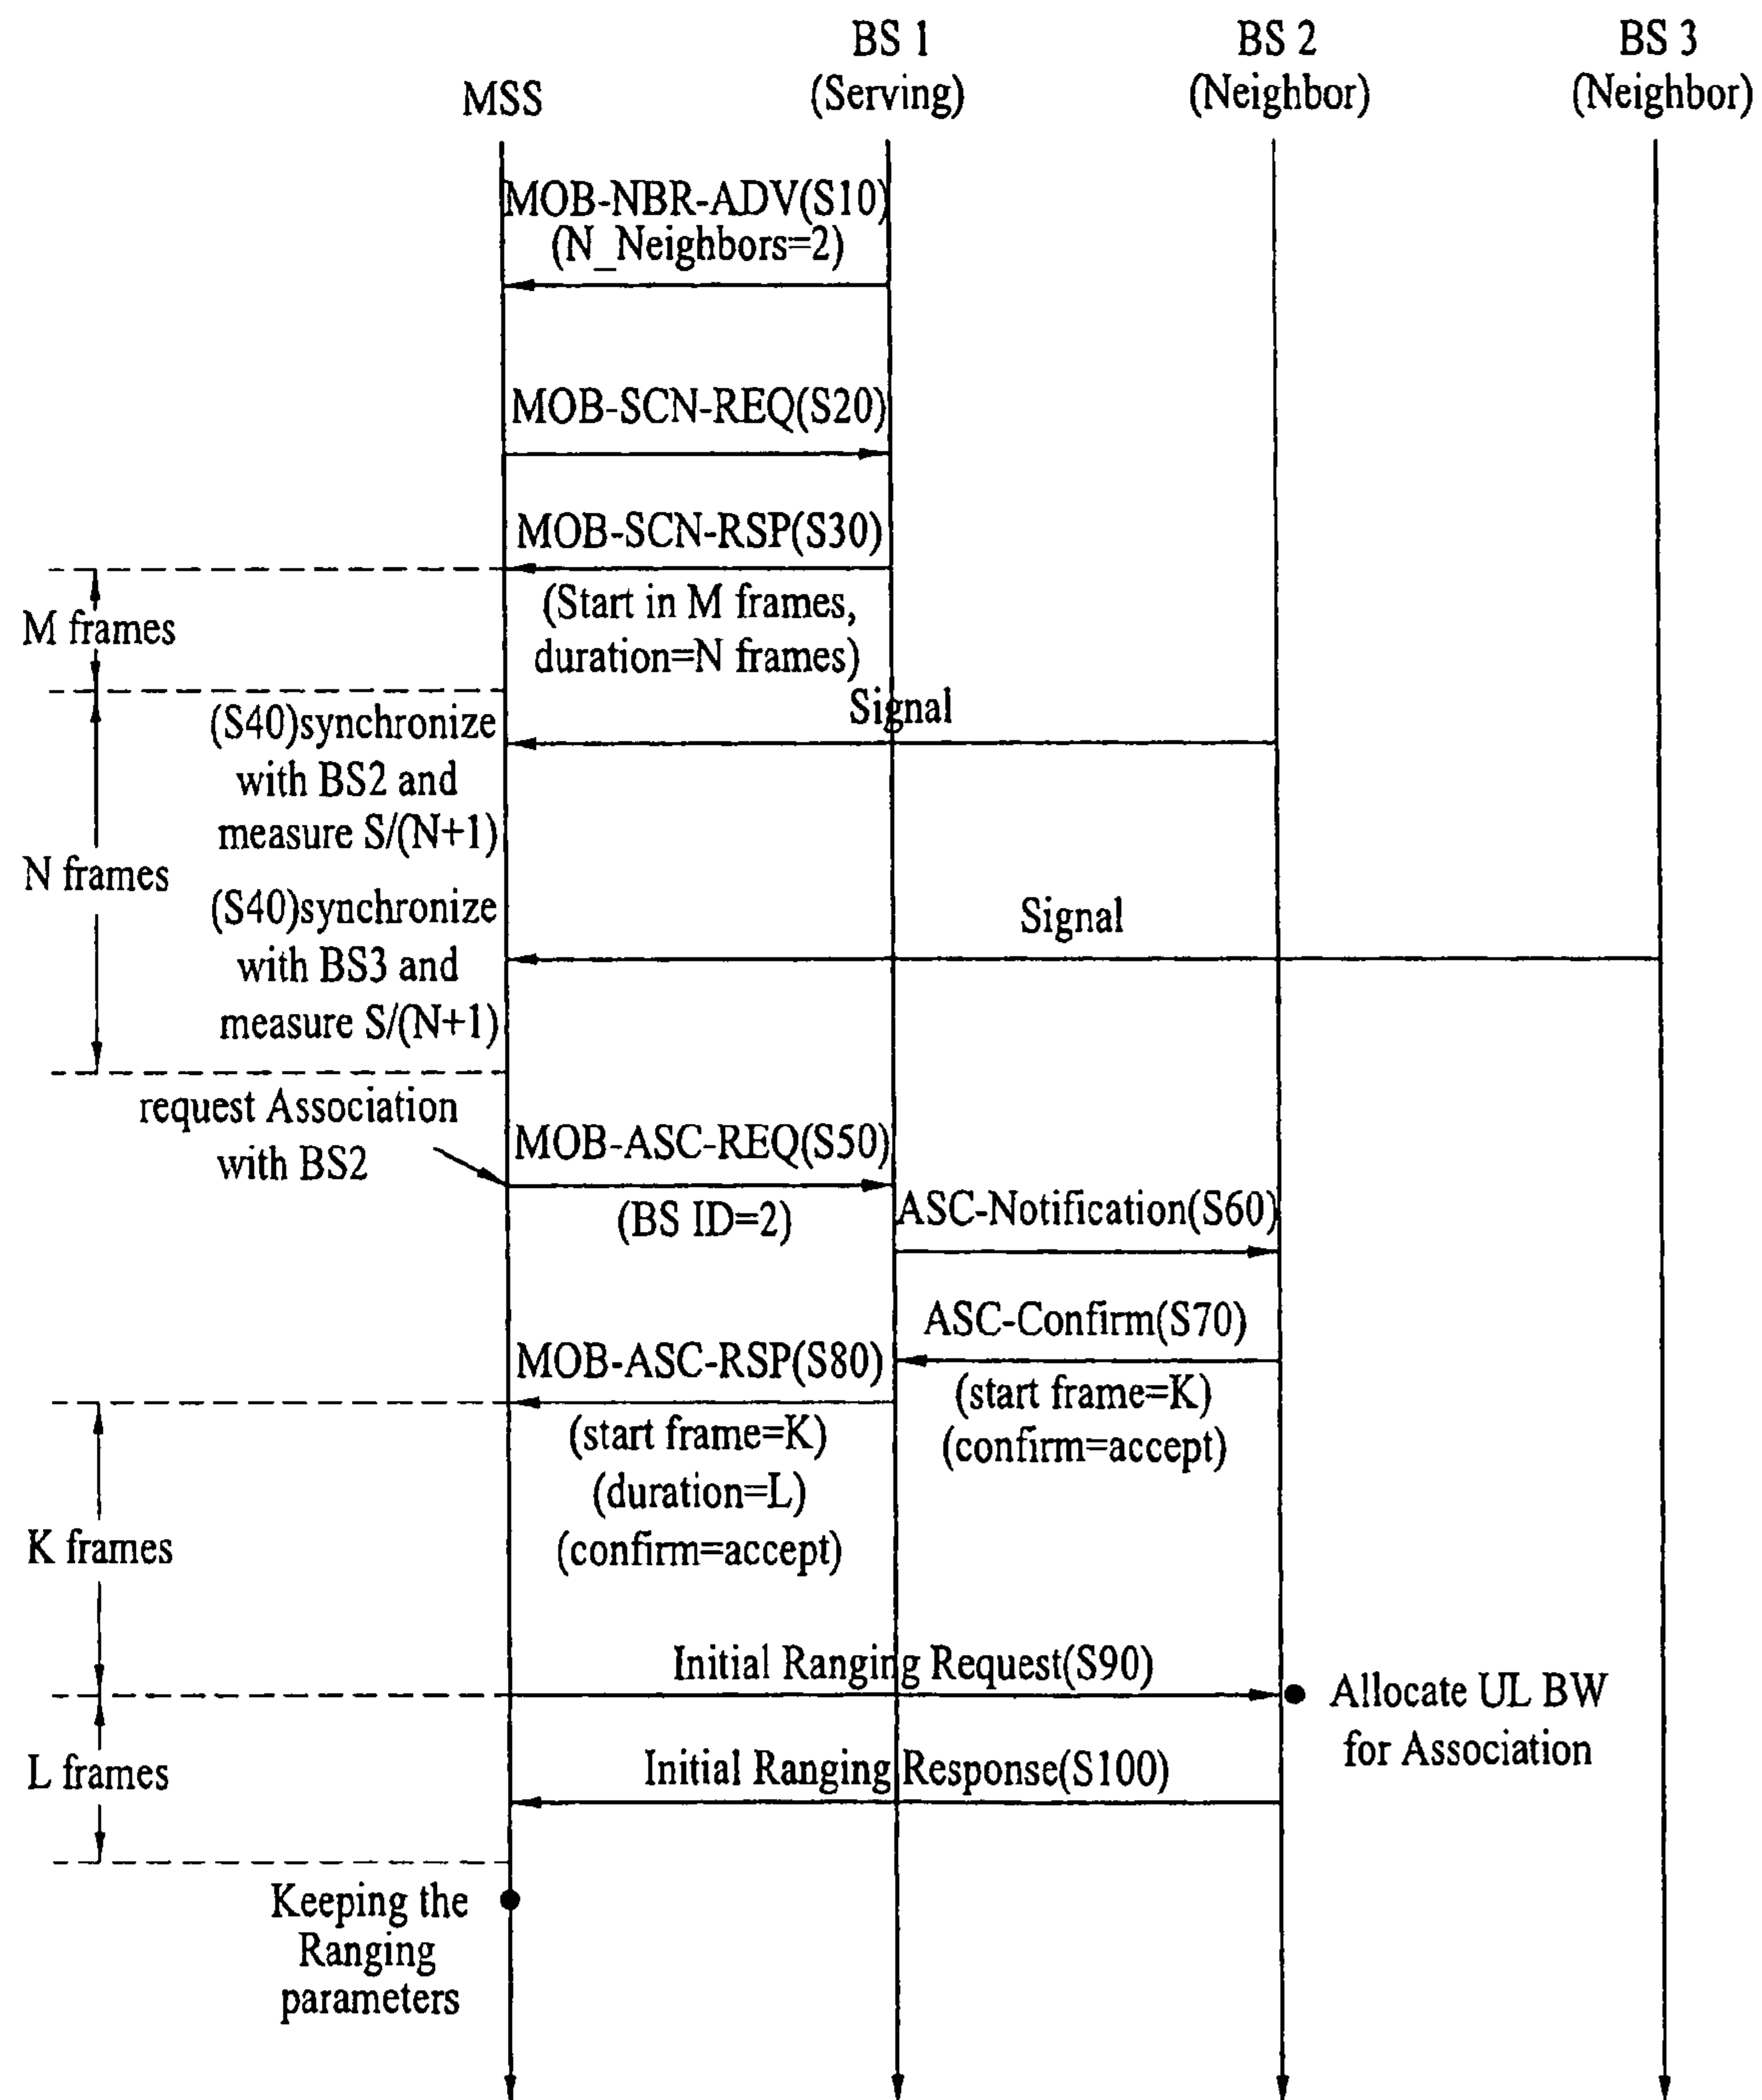 BS 1
(Serving)
BS 2
(Neighbor)
BS 3
(Neighbor)
MSS
MOB-NBR-ADV(S10)
(N_Neighbors=2)
MOB-SCN-REQ(S20)
MOB-SCN-RSP(S30)
(Start in M frames,
duration=N frames)
M frames
Signal
(S40)synchronize
with BS2 and
measure S/(N+1)
N frames
(S40)synchronize
with BS3 and
measure S/(N+1)
Signal
request Association
with BS2
MOB-ASC-REQ(S50)
(BS ID=2)
ASC-Notification(S60)
ASC-Confirm(S70)
(start frame=K)
(confirm=accept)
MOB-ASC-RSP(S80)
(start frame=K)
(duration=L)
(confirm=accept)
K frames
Initial Ranging Request(S90)
Allocate UL BW
for Association
L frames
Initial Ranging Response(S100)
Keeping the
Ranging
parameters